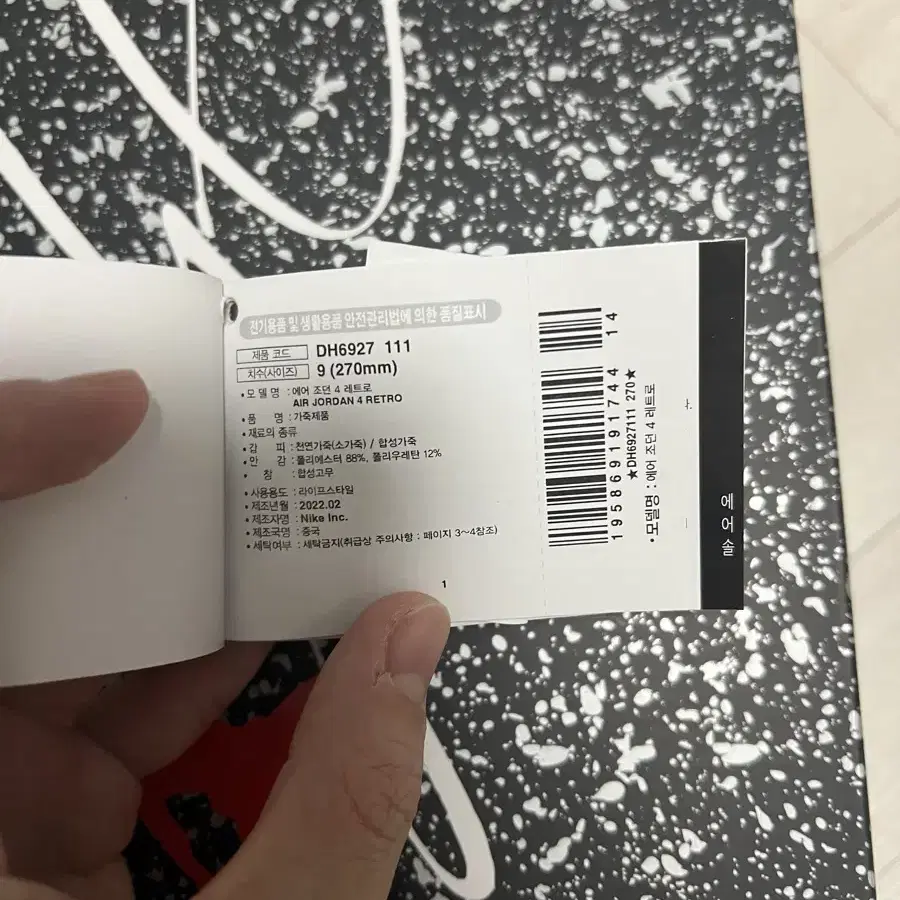 전기용품 및 생활용품 안전관리법에 의한 품질표시
제품 코드 DH6927 111
치수(사이즈) 9 (270mm)
• 모 델 명 : 에어 조던 4 레트로
AIR JORDAN 4 RETRO
• 품 명 : 가죽제품
• 재료의 종류
• 갑 피 : 천연가죽(소가죽) / 합성가죽
• 안 감 : 폴리에스터 88%, 폴리우레탄 12%
• 창 : 합성고무
• 사용용도 : 라이프스타일
• 제조년월 : 2022.02
• 제조자명 : Nike Inc.
• 제조국명 : 중국
• 세탁여부 : 세탁금지(취급상 주의사항 : 페이지 3~4참조)
1
195869191744 14
★DH6927111 270★
• 모델명 : 에어 조던 4 레트로
에어솔